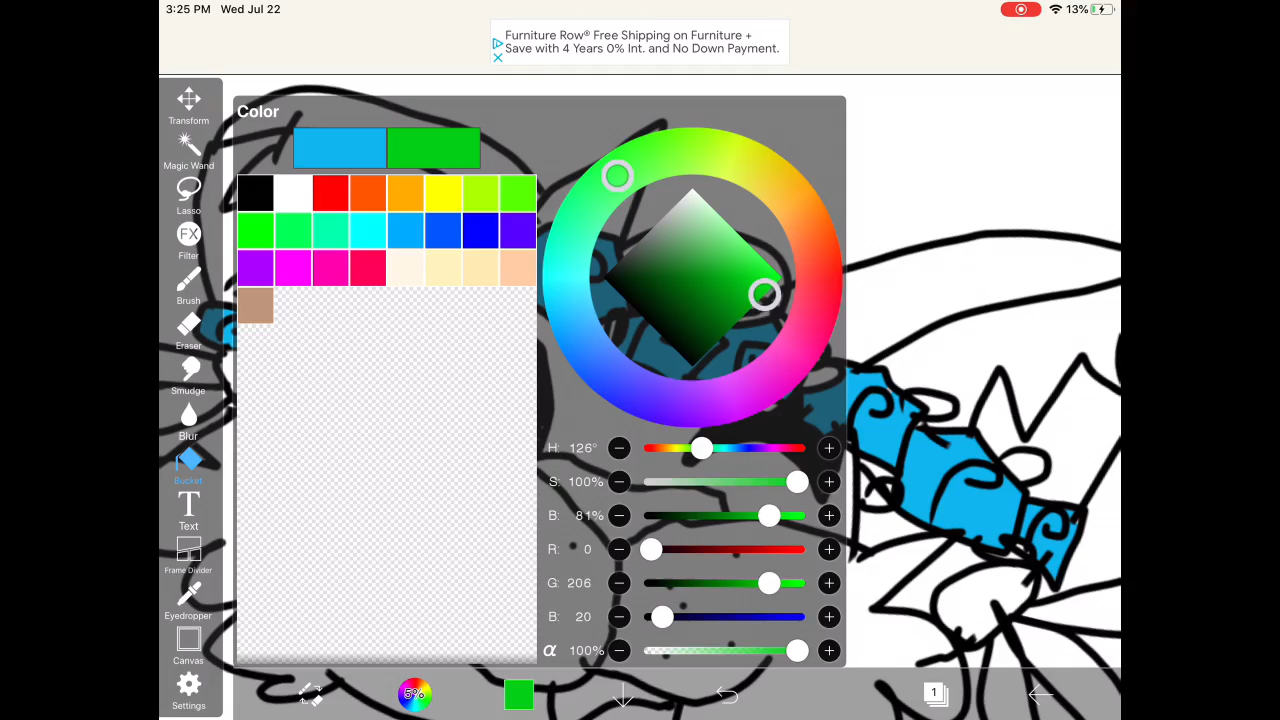 3:25 PM Wed Jul 22
13%
Furniture Row® Free Shipping on Furniture +
Save with 4 Years 0% Int. and No Down Payment.
Transform
Magic Wand
Lasso
FX
Filter
Brush
Eraser
Smudge
Blur
Bucket
T
Text
Frame Divider
Eyedropper
Canvas
Settings
Color
H: 126°
S: 100%
B: 81%
R: 0
G: 206
B: 20
α 100%
5%
1